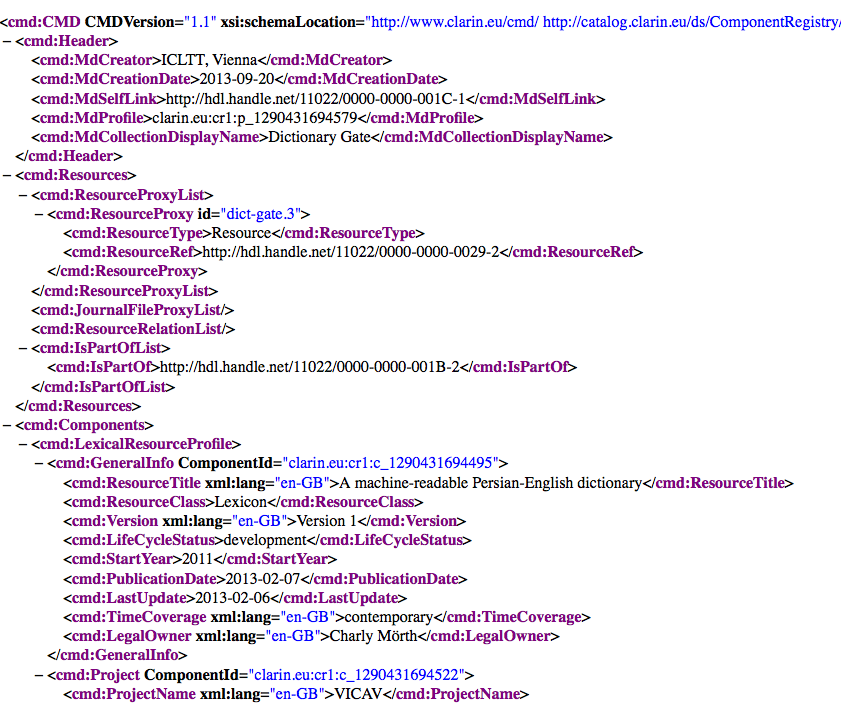 <cmd:CMD CMDVersion="1.1" xsi:schemaLocation="http://www.clarin.eu/cmd/ http://catalog.clarin.eu/ds/ComponentRegistry/
– <cmd:Header>
<cmd:MdCreator>ICLTT, Vienna</cmd:MdCreator>
<cmd:MdCreationDate>2013-09-20</cmd:MdCreationDate>
<cmd:MdSelfLink>http://hdl.handle.net/11022/0000-0000-001C-1</cmd:MdSelfLink>
<cmd:MdProfile>clarin.eu:cr1:p_1290431694579</cmd:MdProfile>
<cmd:MdCollectionDisplayName>Dictionary Gate</cmd:MdCollectionDisplayName>
</cmd:Header>
– <cmd:Resources>
– <cmd:ResourceProxyList>
– <cmd:ResourceProxy id="dict-gate.3">
<cmd:ResourceType>Resource</cmd:ResourceType>
<cmd:ResourceRef>http://hdl.handle.net/11022/0000-0000-0029-2</cmd:ResourceRef>
</cmd:ResourceProxy>
</cmd:ResourceProxyList>
<cmd:JournalFileProxyList/>
<cmd:ResourceRelationList/>
– <cmd:IsPartOfList>
<cmd:IsPartOf>http://hdl.handle.net/11022/0000-0000-001B-2</cmd:IsPartOf>
</cmd:IsPartOfList>
</cmd:Resources>
– <cmd:Components>
– <cmd:LexicalResourceProfile>
– <cmd:GeneralInfo ComponentId="clarin.eu:cr1:c_1290431694495">
<cmd:ResourceTitle xml:lang="en-GB">A machine-readable Persian-English dictionary</cmd:ResourceTitle>
<cmd:ResourceClass>Lexicon</cmd:ResourceClass>
<cmd:Version xml:lang="en-GB">Version 1</cmd:Version>
<cmd:LifeCycleStatus>development</cmd:LifeCycleStatus>
<cmd:StartYear>2011</cmd:StartYear>
<cmd:PublicationDate>2013-02-07</cmd:PublicationDate>
<cmd:LastUpdate>2013-02-06</cmd:LastUpdate>
<cmd:TimeCoverage xml:lang="en-GB">contemporary</cmd:TimeCoverage>
<cmd:LegalOwner xml:lang="en-GB">Charly Mörth</cmd:LegalOwner>
</cmd:GeneralInfo>
– <cmd:Project ComponentId="clarin.eu:cr1:c_1290431694522">
<cmd:ProjectName xml:lang="en-GB">VICAV</cmd:ProjectName>